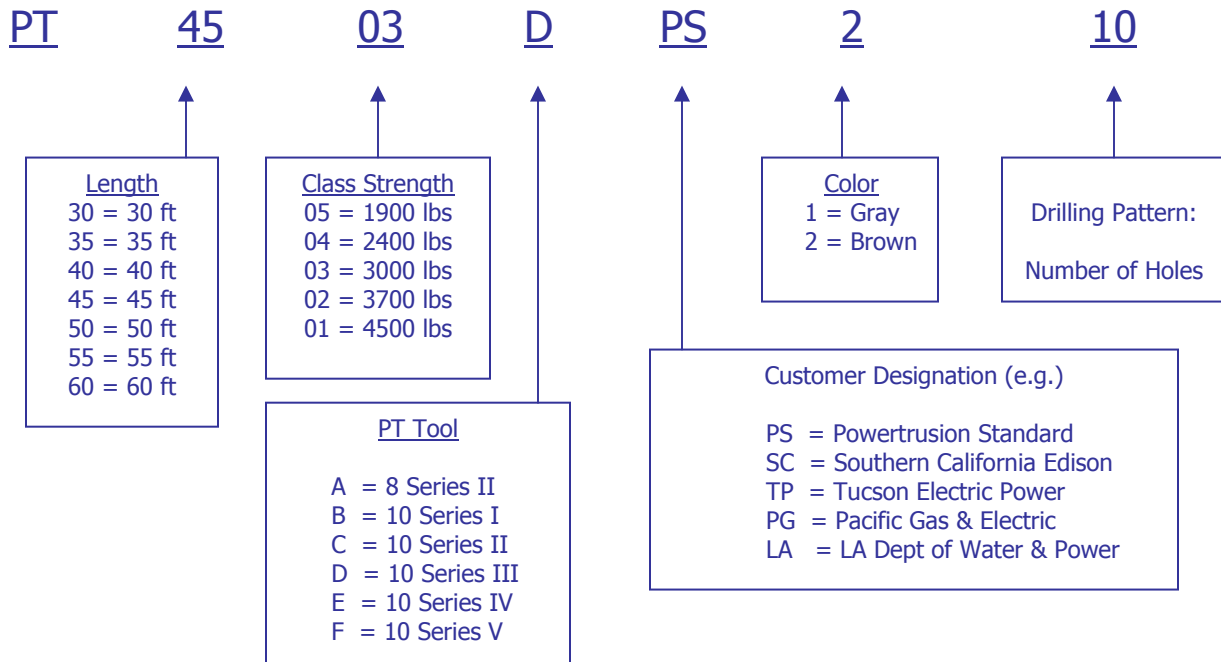 PT 45 03 D PS 2 10
Length
30 = 30 ft
35 = 35 ft
40 = 40 ft
45 = 45 ft
50 = 50 ft
55 = 55 ft
60 = 60 ft
Class Strength
05 = 1900 lbs
04 = 2400 lbs
03 = 3000 lbs
02 = 3700 lbs
01 = 4500 lbs
PT Tool
A = 8 Series II
B = 10 Series I
C = 10 Series II
D = 10 Series III
E = 10 Series IV
F = 10 Series V
Color
1 = Gray
2 = Brown
Drilling Pattern:
Number of Holes
Customer Designation (e.g.)
PS = Powertrusion Standard
SC = Southern California Edison
TP = Tucson Electric Power
PG = Pacific Gas & Electric
LA = LA Dept of Water & Power